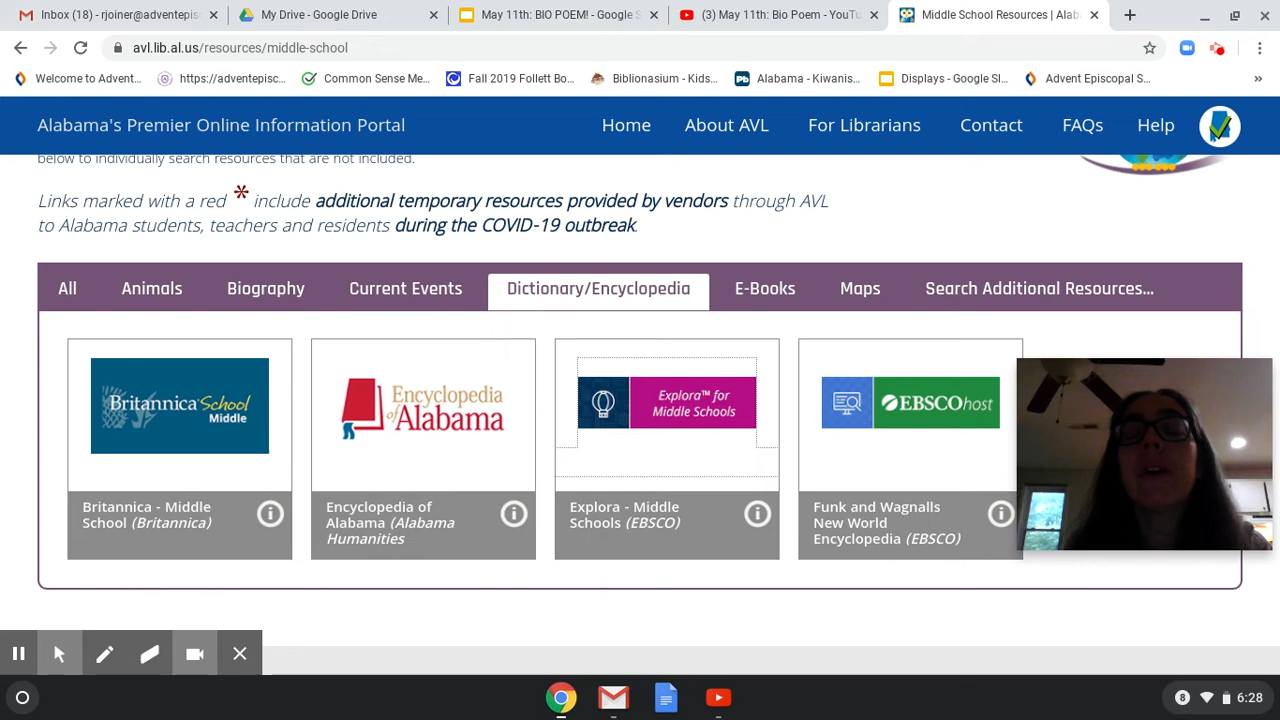 Inbox (18) - rjoiner@adventepis
My Drive - Google Drive
May 11th: BIO POEM! - Google S
(3) May 11th: Bio Poem - YouTu
Middle School Resources | Alab
avl.lib.al.us/resources/middle-school
Welcome to Advent...
https://adventepisc...
Common Sense Me...
Fall 2019 Follett Bo...
Biblionasium - Kids...
Alabama - Kiwanis...
Displays - Google Sl...
Advent Episcopal S...
Alabama's Premier Online Information Portal
Home
About AVL
For Librarians
Contact
FAQs
Help
below to individually search resources that are not included.
Links marked with a red * include additional temporary resources provided by vendors through AVL
to Alabama students, teachers and residents during the COVID-19 outbreak.
All
Animals
Biography
Current Events
Dictionary/Encyclopedia
E-Books
Maps
Search Additional Resources...
Britannica School
Middle
Encyclopedia
of Alabama
Explora™ for
Middle Schools
EBSCOhost
Britannica - Middle
School (Britannica)
Encyclopedia of
Alabama (Alabama
Humanities
Explora - Middle
Schools (EBSCO)
Funk and Wagnalls
New World
Encyclopedia (EBSCO)
8
6:28